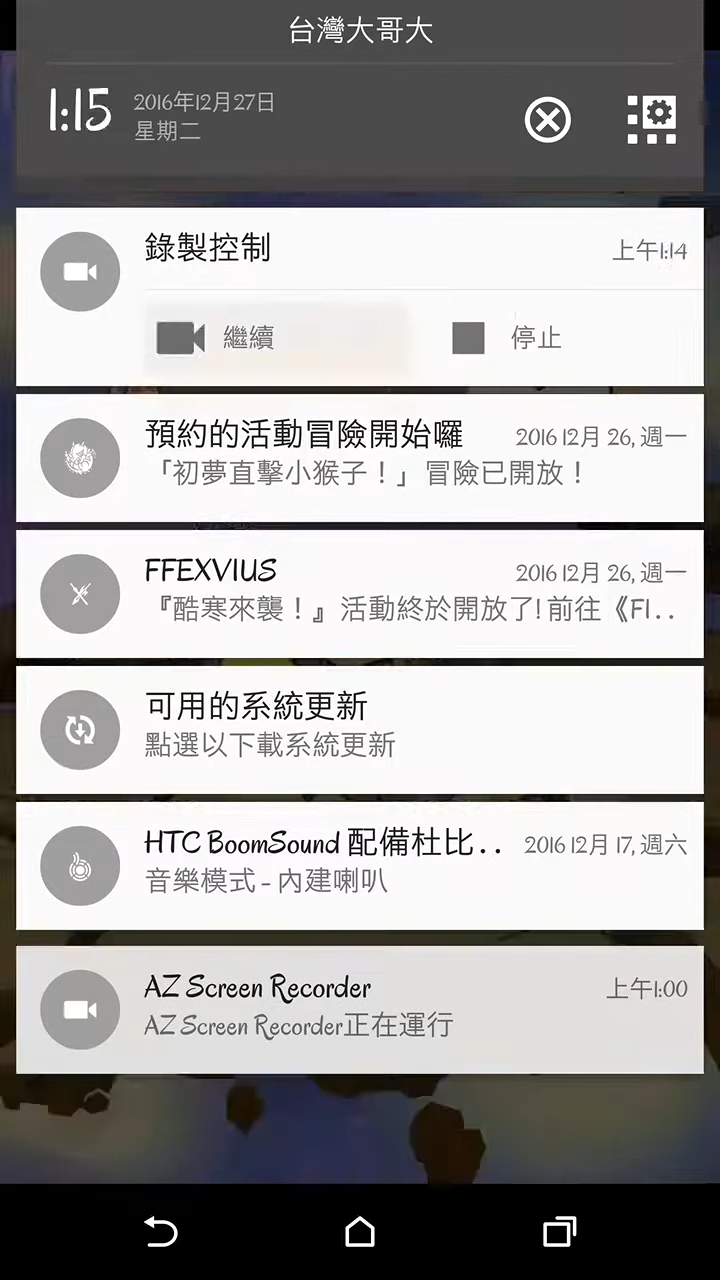 台灣大哥大
1:15
2016年12月27日
星期二
錄製控制
上午1:14
繼續
停止
預約的活動冒險開始囉
2016 12月 26, 週一
「初夢直擊小猴子！」冒險已開放！
FFEXVIUS
2016 12月 26, 週一
『酷寒來襲！』活動終於開放了! 前往《FI..
可用的系統更新
點選以下載系統更新
HTC BoomSound 配備杜比..
2016 12月 17, 週六
音樂模式 - 內建喇叭
AZ Screen Recorder
上午1:00
AZ Screen Recorder正在運行